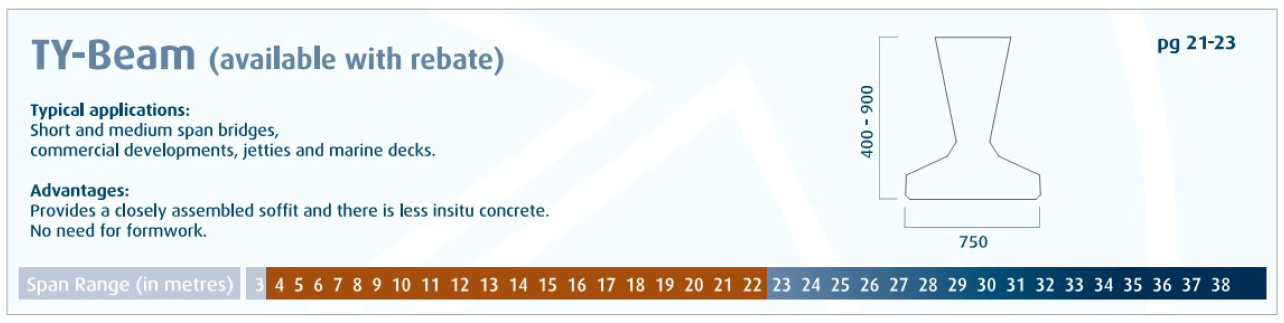 TY-Beam (available with rebate)
pg 21-23
Typical applications:
Short and medium span bridges,
commercial developments, jetties and marine decks.
Advantages:
Provides a closely assembled soffit and there is less insitu concrete.
No need for formwork.
400 - 900
750
Span Range (in metres) 3 4 5 6 7 8 9 10 11 12 13 14 15 16 17 18 19 20 21 22 23 24 25 26 27 28 29 30 31 32 33 34 35 36 37 38